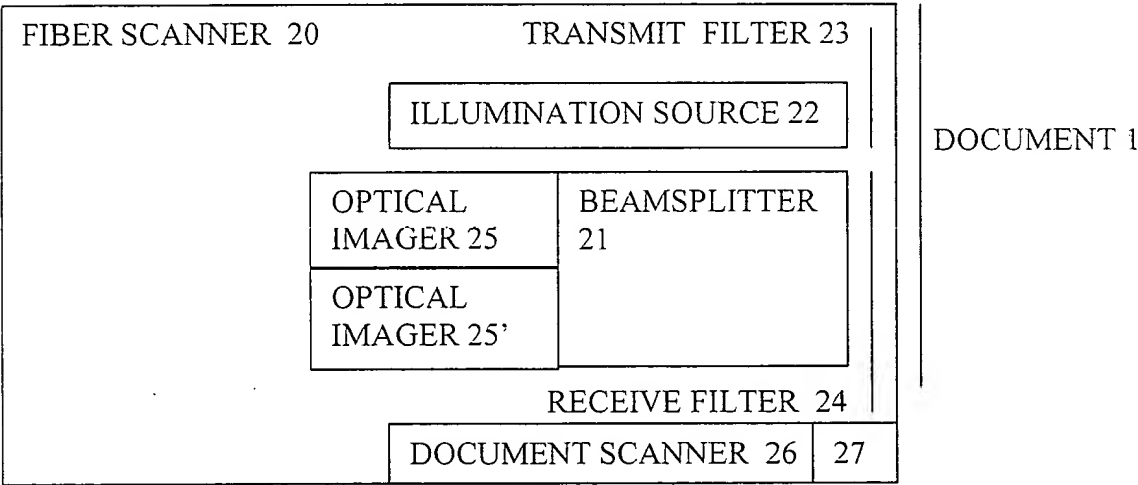 FIBER SCANNER 20
TRANSMIT FILTER 23
ILLUMINATION SOURCE 22
DOCUMENT 1
OPTICAL
IMAGER 25
BEAMSPLITTER
21
OPTICAL
IMAGER 25'
RECEIVE FILTER 24
DOCUMENT SCANNER 26
27